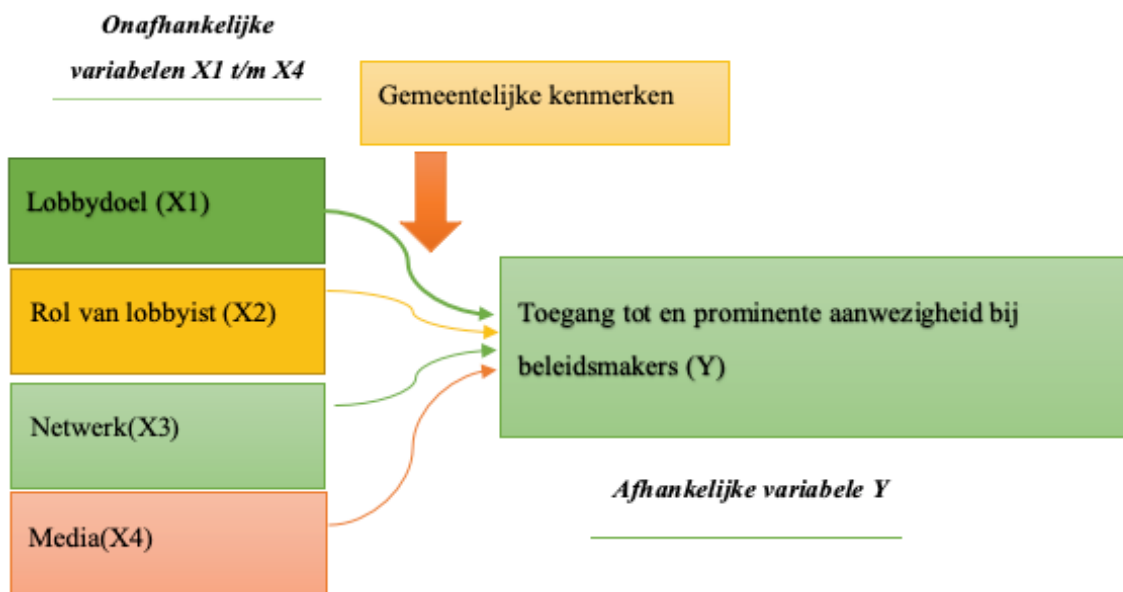 Onafhankelijke
variabelen X1 t/m X4
Gemeentelijke kenmerken
Lobbydoel (X1)
Rol van lobbyist (X2)
Netwerk(X3)
Media(X4)
Toegang tot en prominente aanwezigheid bij
beleidsmakers (Y)
Afhankelijke variabele Y